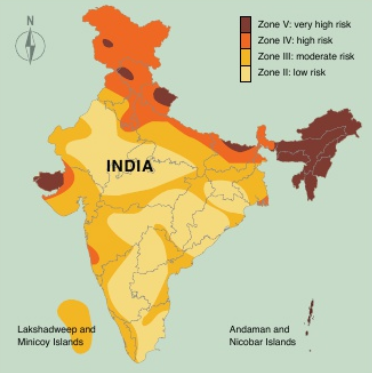 N
Zone V: very high risk
Zone IV: high risk
Zone III: moderate risk
Zone II: low risk
INDIA
Lakshadweep and
Minicoy Islands
Andaman and
Nicobar Islands